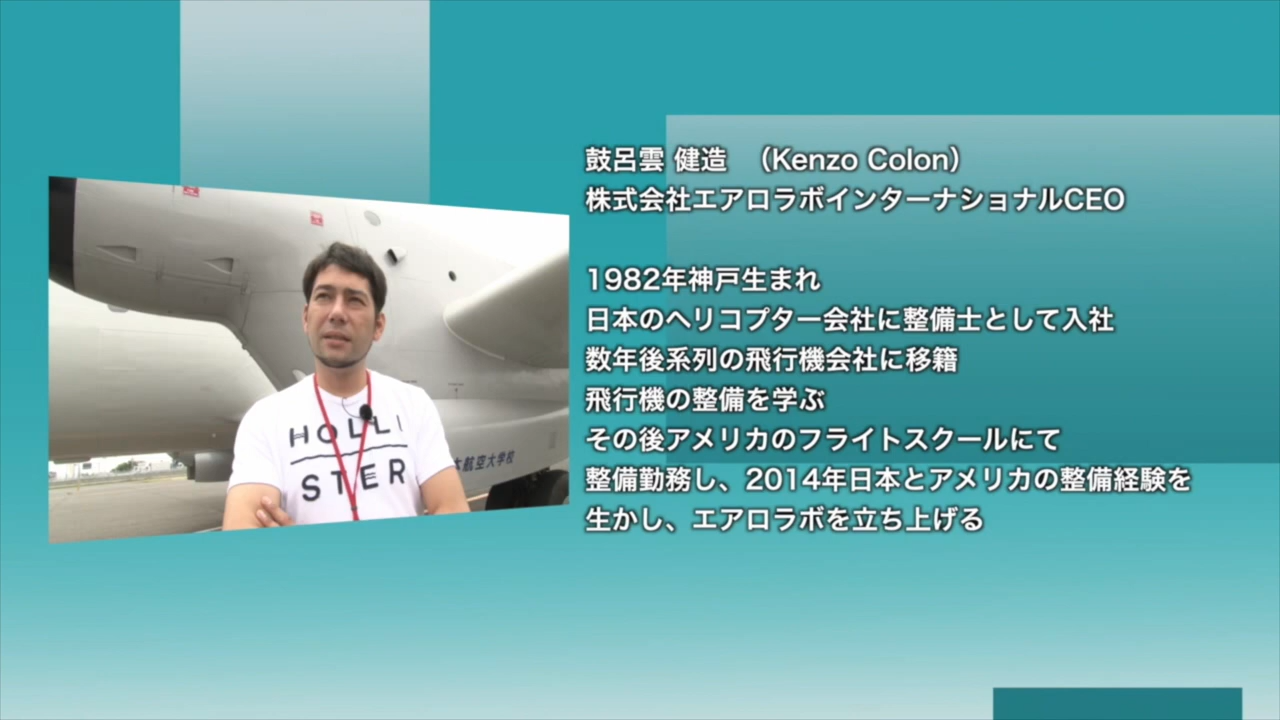 鼓呂雲 健造　（Kenzo Colon）
株式会社エアロラボインターナショナルCEO
1982年神戸生まれ
日本のヘリコプター会社に整備士として入社
数年後系列の飛行機会社に移籍
飛行機の整備を学ぶ
その後アメリカのフライトスクールにて
整備勤務し、2014年日本とアメリカの整備経験を
生かし、エアロラボを立ち上げる
HOLLI
STER
本航空大学校